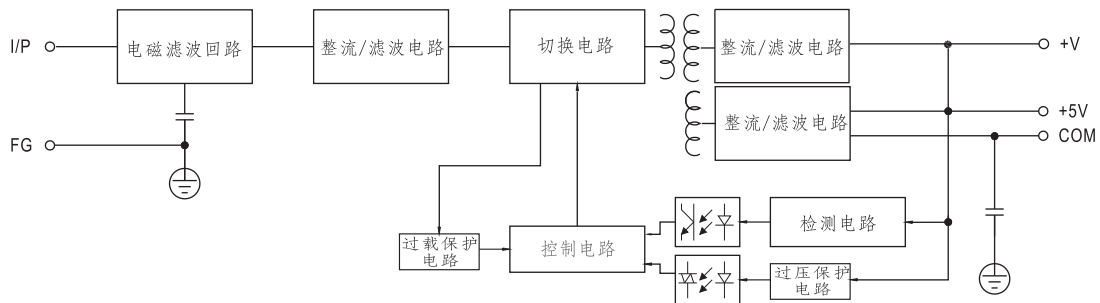 I/P
电磁滤波回路
整流/滤波电路
切换电路
整流/滤波电路
+V
整流/滤波电路
+5V
COM
FG
检测电路
过载保护
电路
控制电路
过压保护
电路